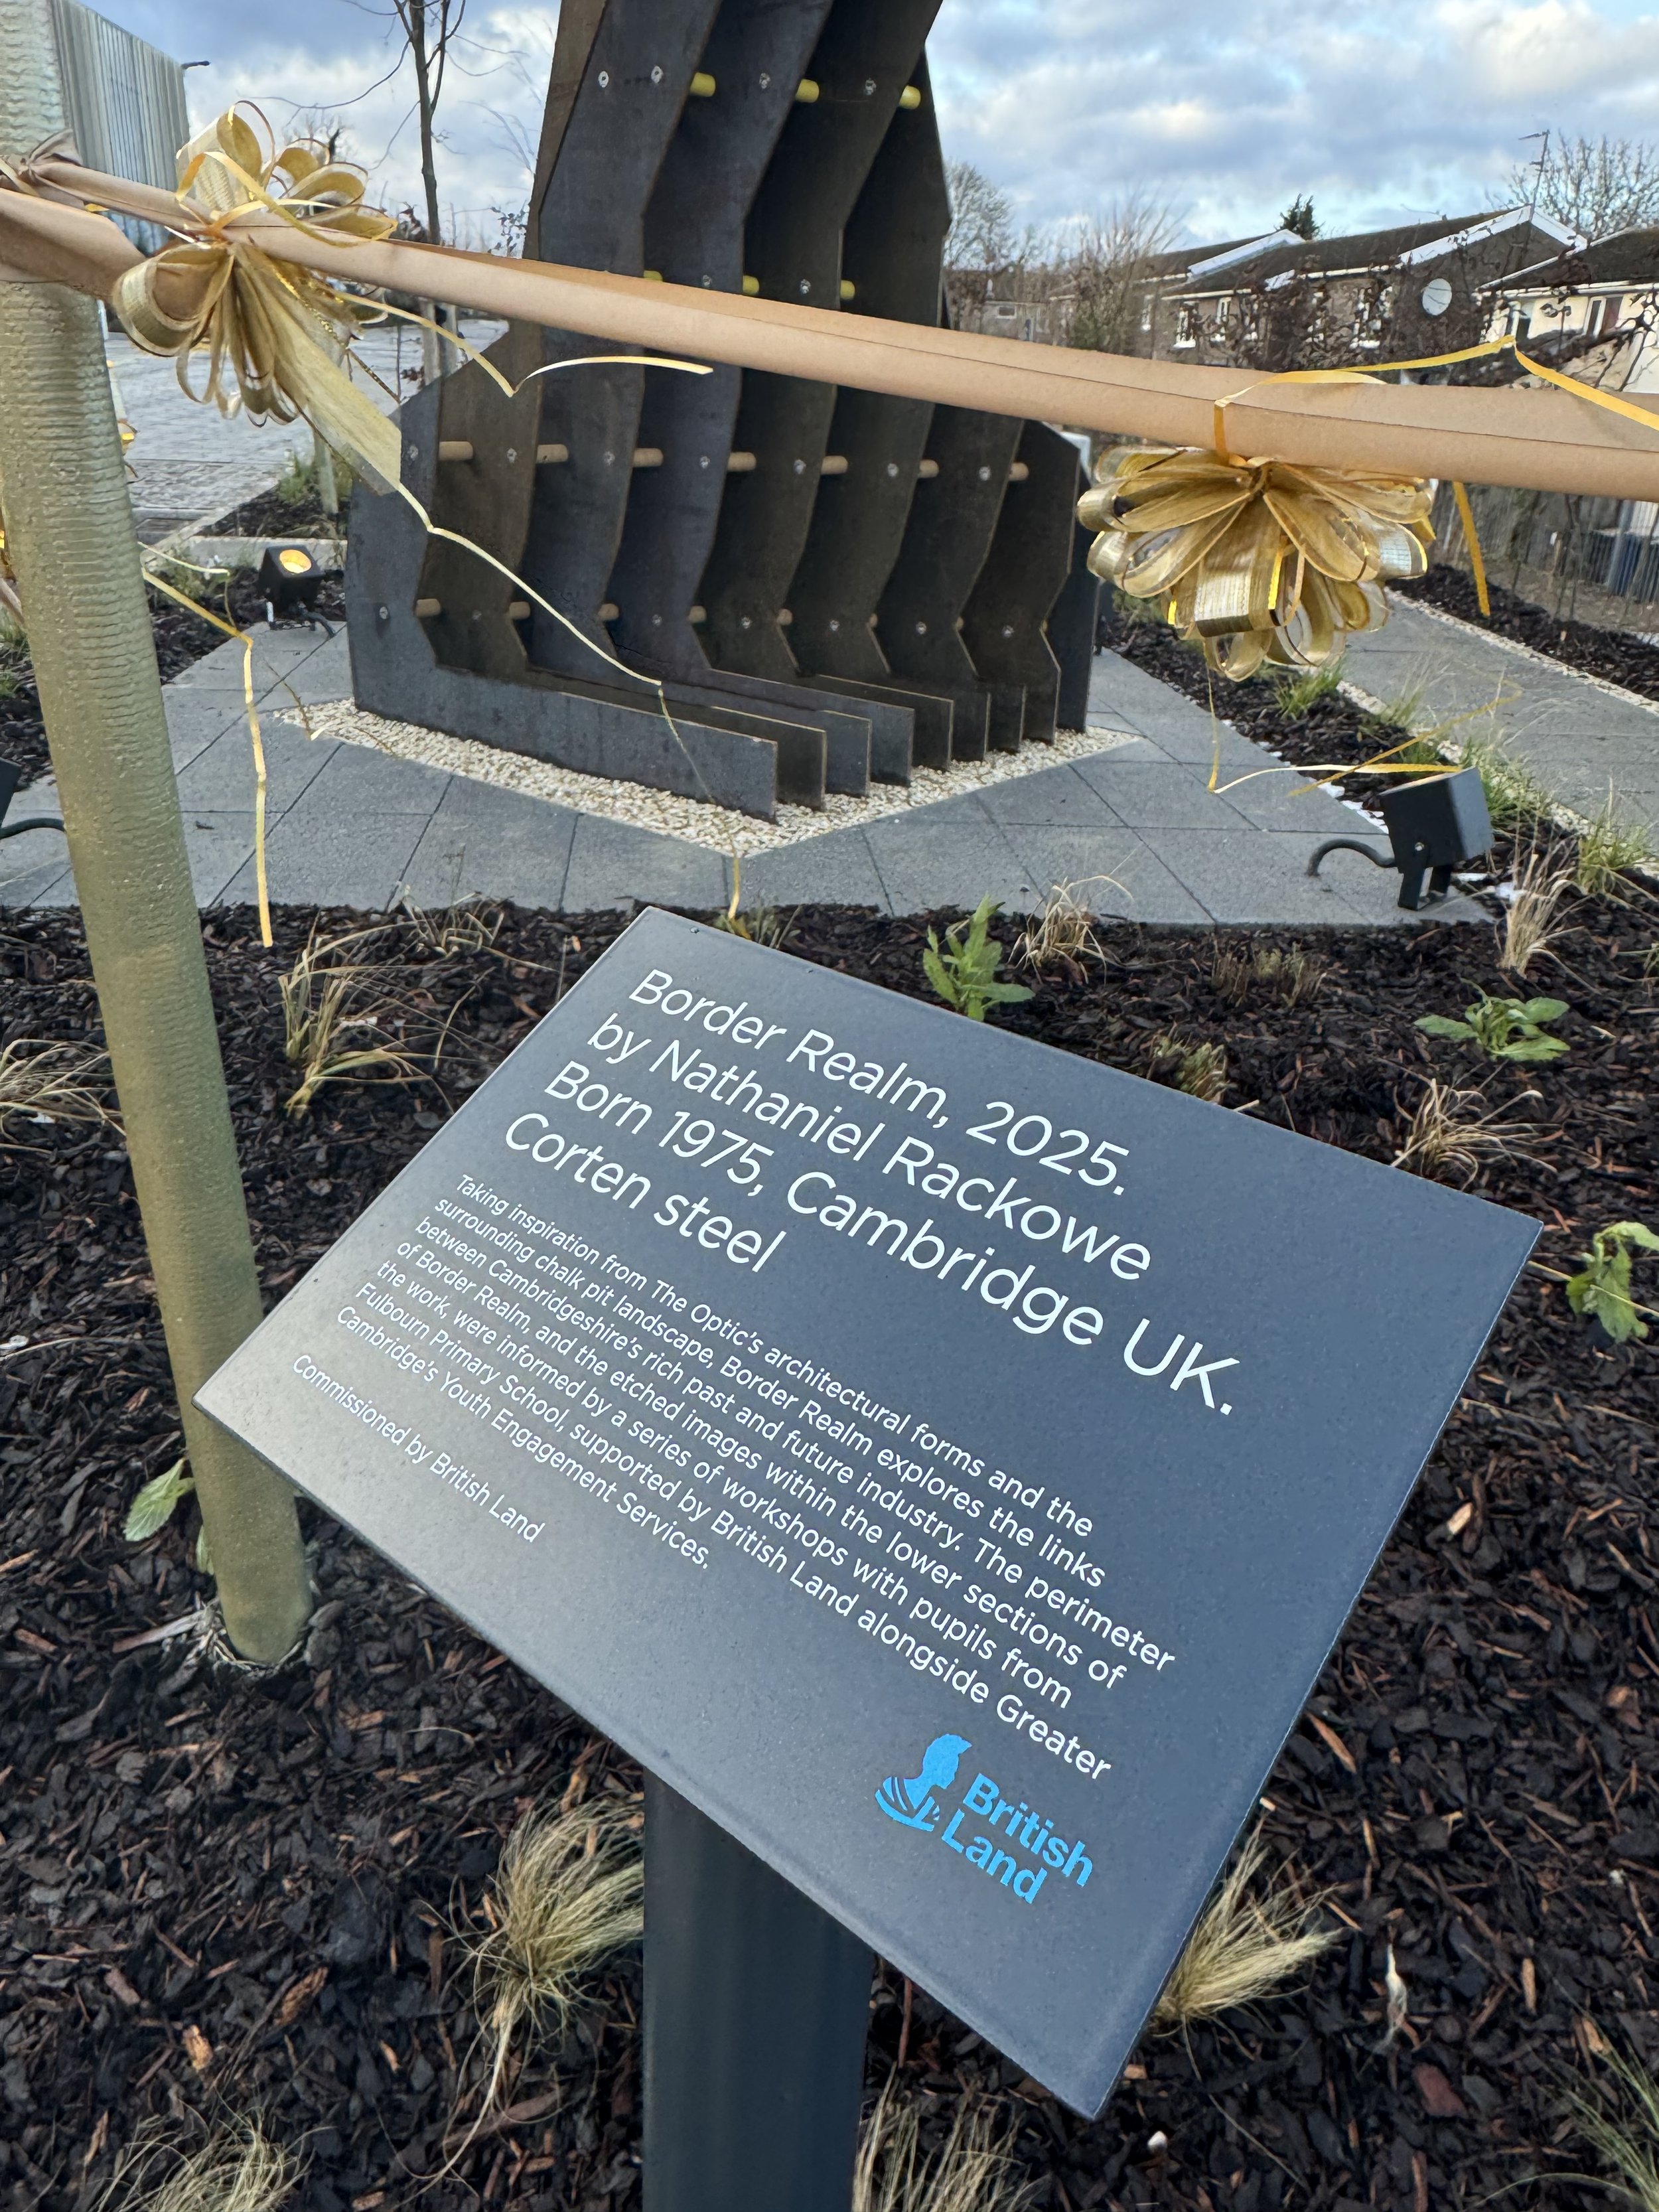 Border Realm, 2025.
by Nathaniel Rackowe
Born 1975, Cambridge UK.
Corten steel
Taking inspiration from The Optic's architectural forms and the
surrounding chalk pit landscape, Border Realm explores the links
between Cambridgeshire's rich past and future industry. The perimeter
of Border Realm, and the etched images within the lower sections of
the work, were informed by a series of workshops with pupils from
Fulbourn Primary School, supported by British Land alongside Greater
Cambridge's Youth Engagement Services.
Commissioned by British Land
British
Land